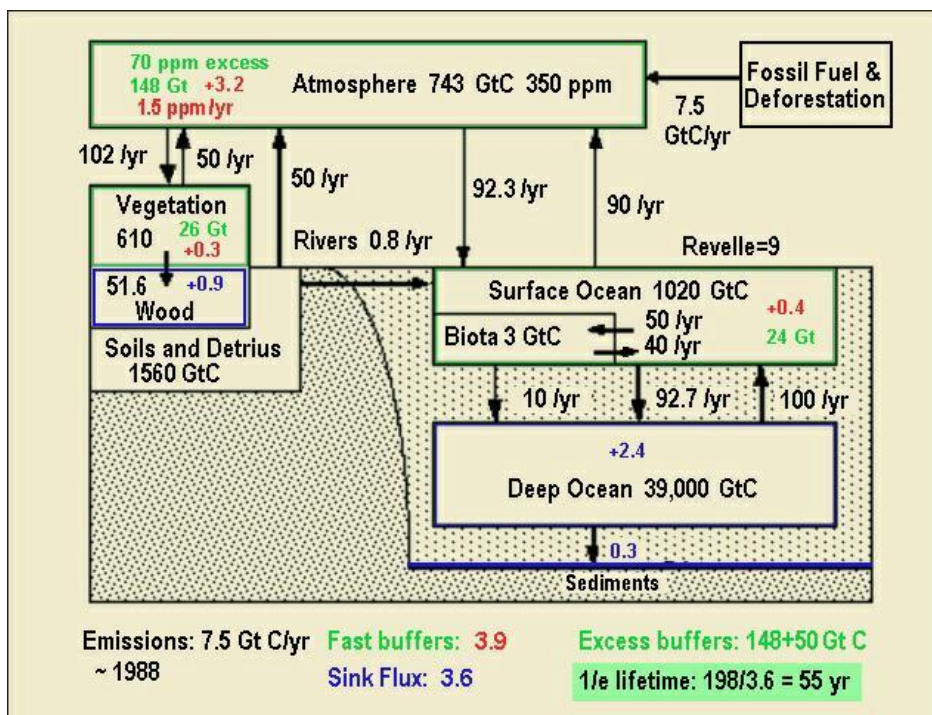 70 ppm excess
148 Gt +3.2
1.5 ppm/yr
Atmosphere 743 GtC 350 ppm
Fossil Fuel &
Deforestation
7.5
GtC/yr
102 /yr
50 /yr
50 /yr
92.3 /yr
90 /yr
Vegetation
610
26 Gt
+0.3
51.6
+0.9
Wood
Rivers 0.8 /yr
Revelle=9
Soils and Detrius
1560 GtC
Surface Ocean 1020 GtC
+0.4
24 Gt
Biota 3 GtC
50 /yr
40 /yr
10 /yr
92.7 /yr
100 /yr
+2.4
Deep Ocean 39,000 GtC
0.3
Sediments
Emissions: 7.5 Gt C/yr
~ 1988
Fast buffers: 3.9
Sink Flux: 3.6
Excess buffers: 148+50 Gt C
1/e lifetime: 198/3.6 = 55 yr